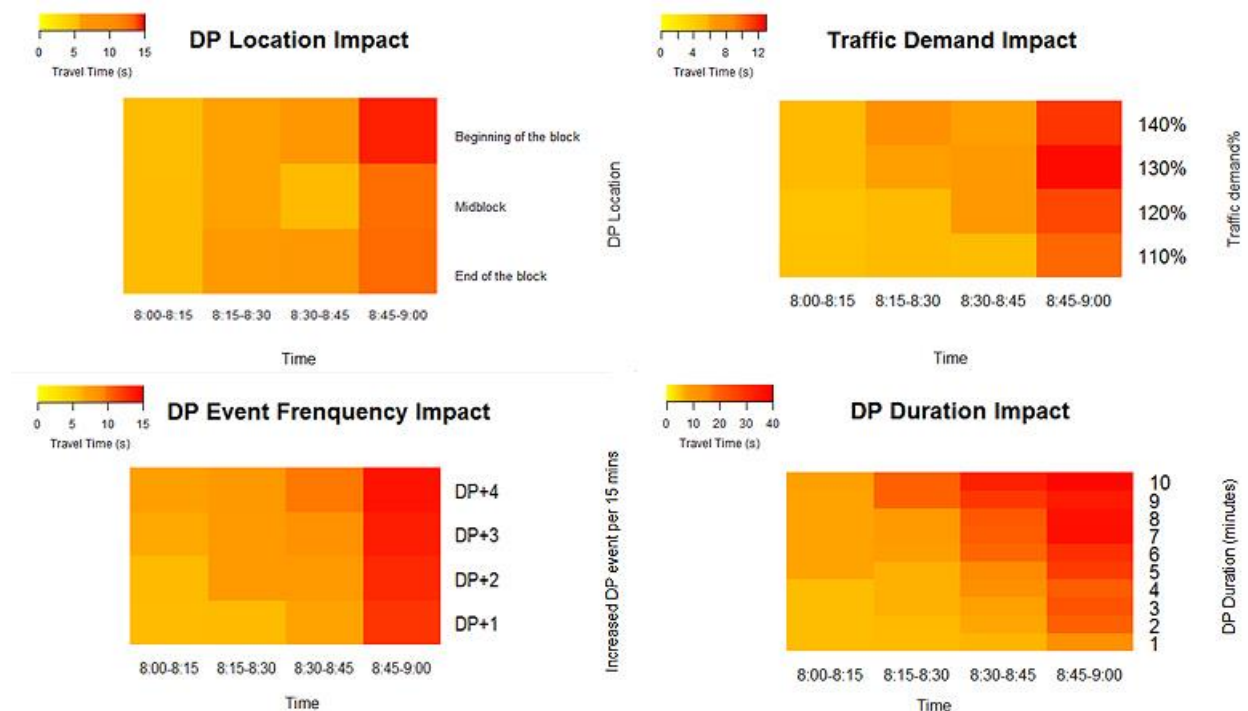 DP Location Impact
0 5 10 15
Travel Time (s)
Beginning of the block
Midblock
End of the block
DP Location
8:00-8:15 8:15-8:30 8:30-8:45 8:45-9:00
Time
Traffic Demand Impact
0 4 8 12
Travel Time (s)
140%
130%
120%
110%
Traffic demand%
8:00-8:15 8:15-8:30 8:30-8:45 8:45-9:00
Time
DP Event Frenquency Impact
0 5 10 15
Travel Time (s)
DP+4
DP+3
DP+2
DP+1
Increased DP event per 15 mins
8:00-8:15 8:15-8:30 8:30-8:45 8:45-9:00
Time
DP Duration Impact
0 10 20 30 40
Travel Time (s)
10
9
8
7
6
5
4
3
2
1
DP Duration (minutes)
8:00-8:15 8:15-8:30 8:30-8:45 8:45-9:00
Time